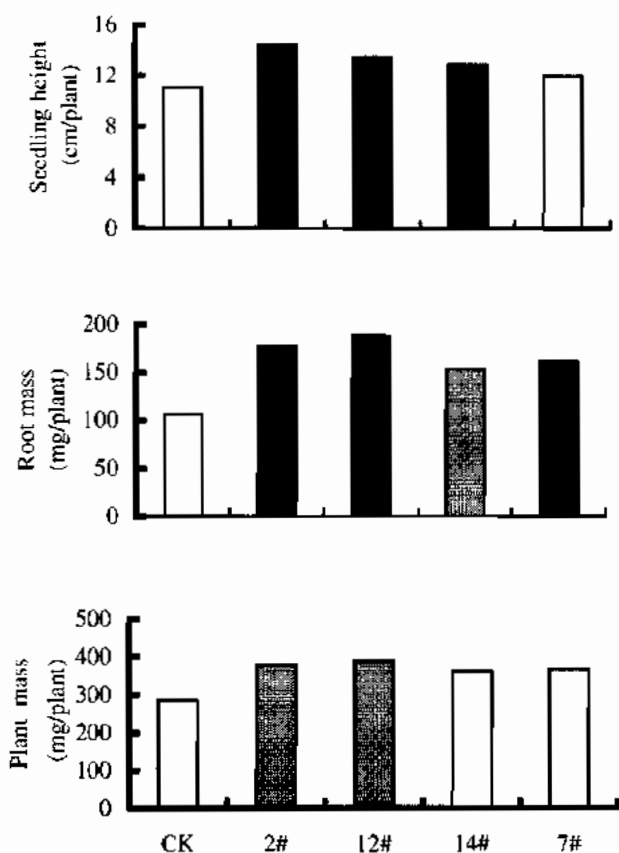 Seedling height
(cm/plant)
16
12
8
4
0
Root mass
(mg/plant)
200
150
100
50
0
Plant mass
(mg/plant)
500
400
300
200
100
0
CK 2# 12# 14# 7#